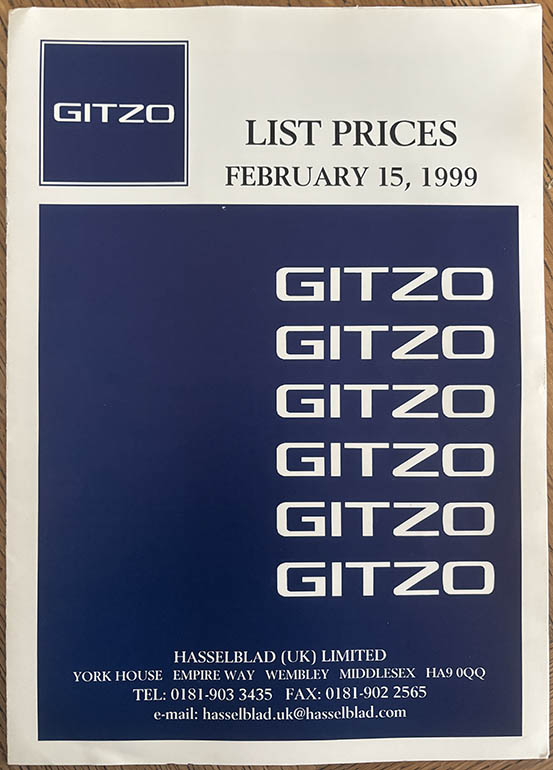 GITZO
LIST PRICES
FEBRUARY 15, 1999
GITZO
GITZO
GITZO
GITZO
GITZO
GITZO
HASSELBLAD (UK) LIMITED
YORK HOUSE EMPIRE WAY WEMBLEY MIDDLESEX HA9 0QQ
TEL: 0181-903 3435 FAX: 0181-902 2565
e-mail: hasselblad.uk@hasselblad.com